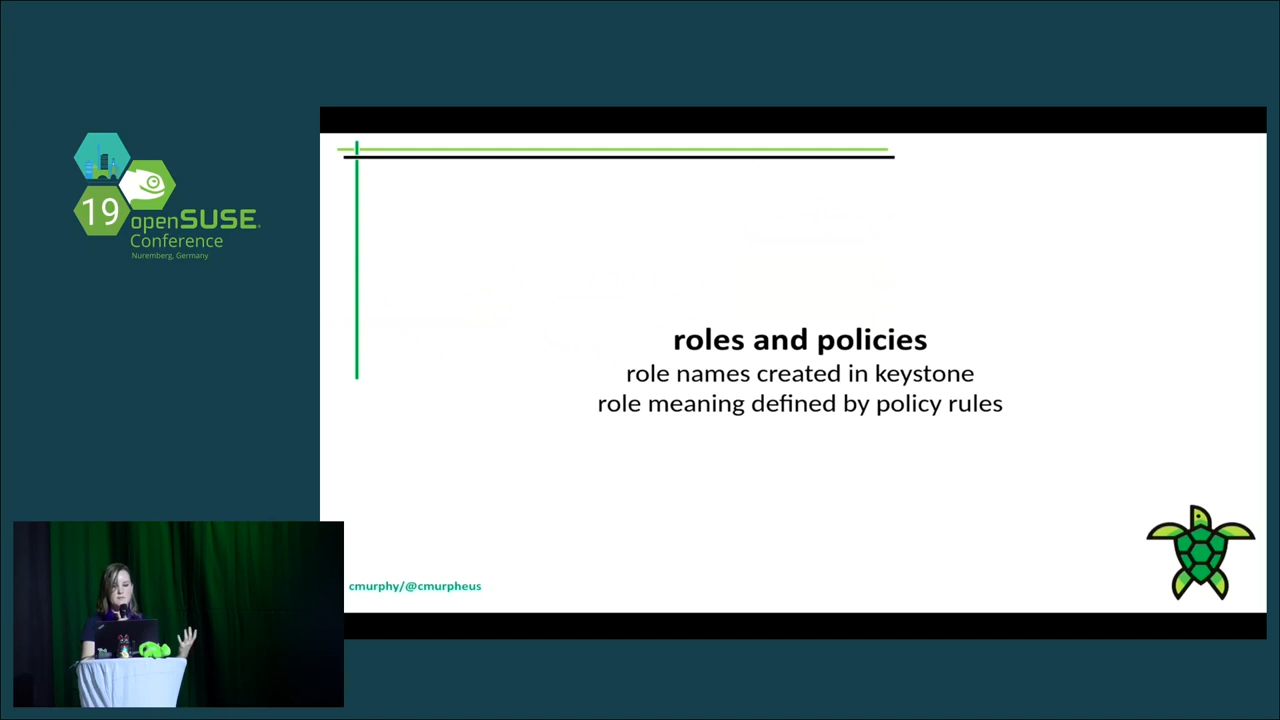 19
openSUSE
Conference
Nuremberg, Germany
roles and policies
role names created in keystone
role meaning defined by policy rules
cmurphy/@cmurpheus